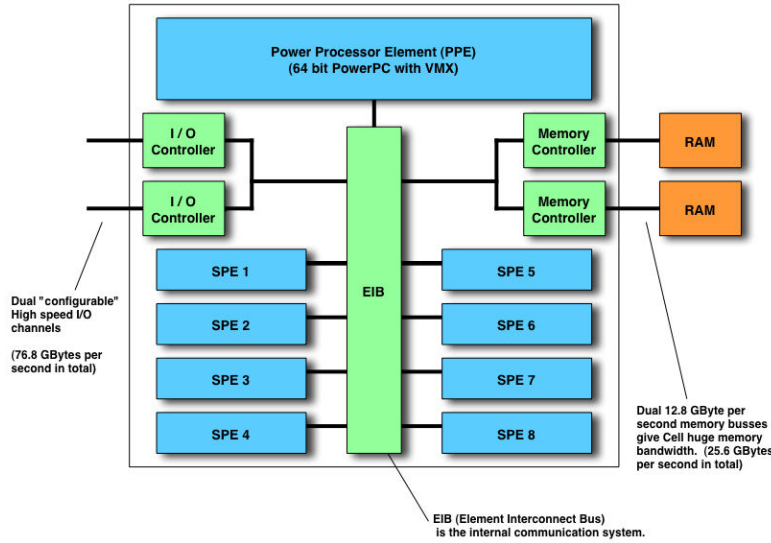 Power Processor Element (PPE)
(64 bit PowerPC with VMX)
I / O
Controller
Memory
Controller
RAM
I / O
Controller
Memory
Controller
RAM
EIB
SPE 1
SPE 5
SPE 2
SPE 6
SPE 3
SPE 7
SPE 4
SPE 8
Dual "configurable"
High speed I/O
channels
(76.8 GBytes per
second in total)
Dual 12.8 GByte per
second memory busses
give Cell huge memory
bandwidth. (25.6 GBytes
per second in total)
EIB (Element Interconnect Bus)
is the internal communication system.